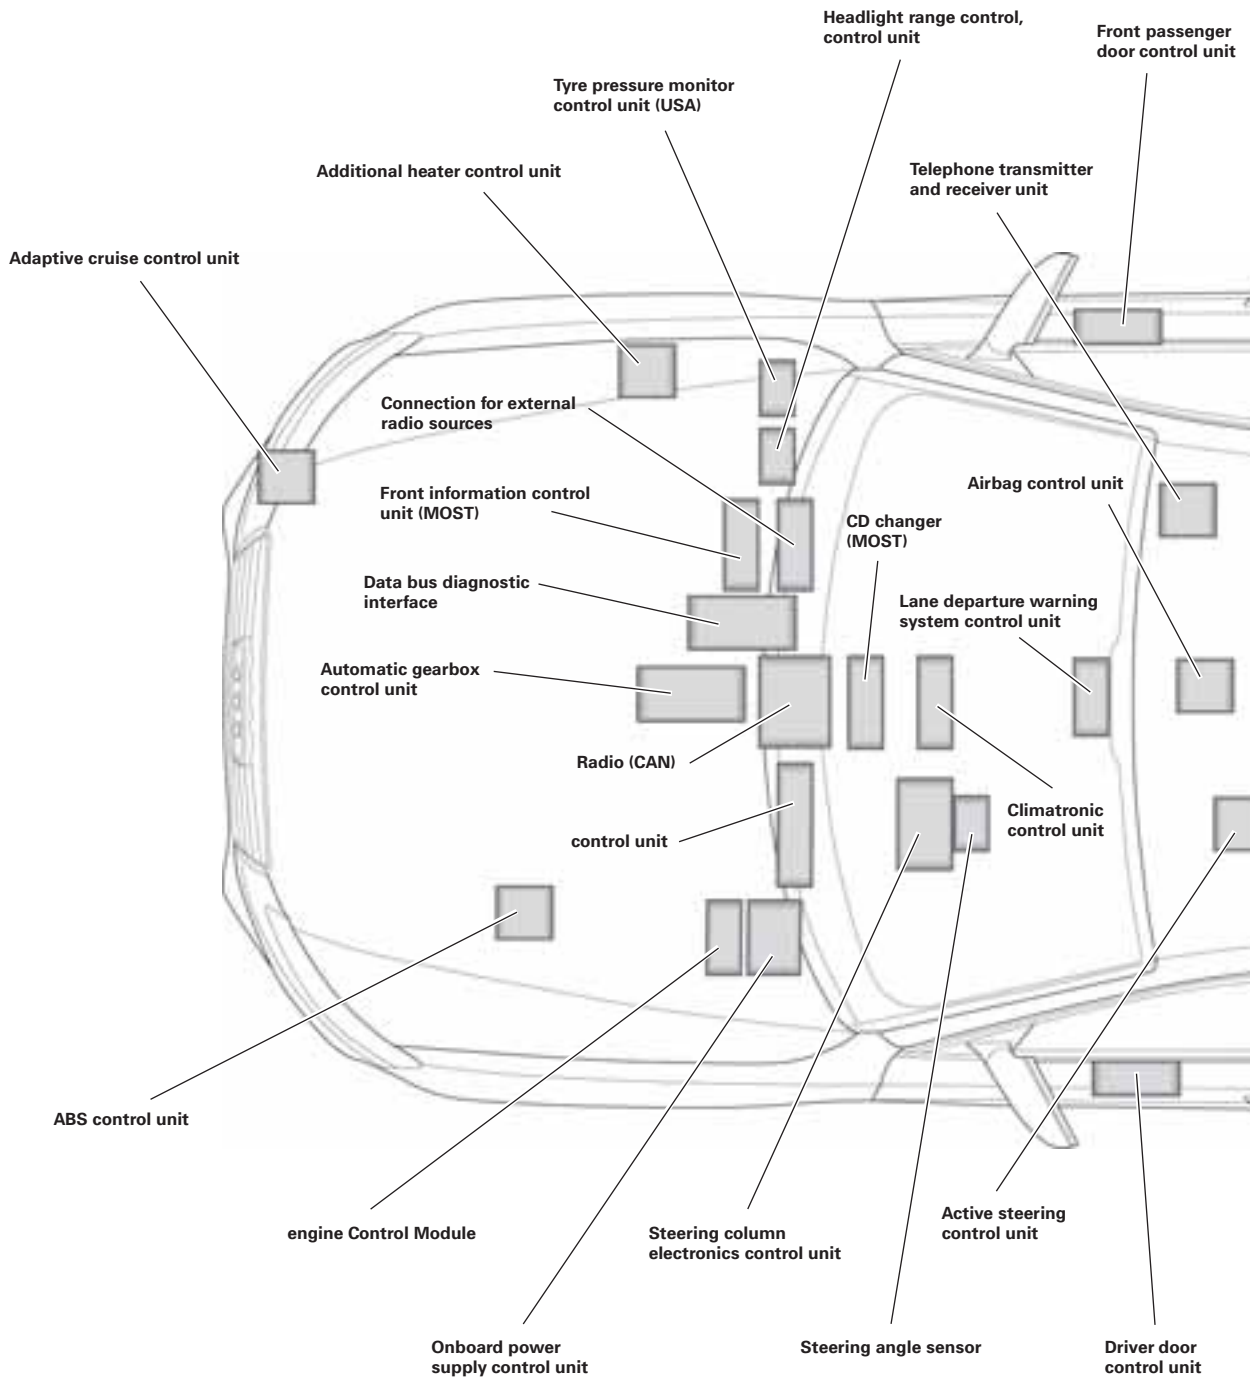 Headlight range control,
control unit
Front passenger
door control unit
Tyre pressure monitor
control unit (USA)
Additional heater control unit
Telephone transmitter
and receiver unit
Adaptive cruise control unit
Connection for external
radio sources
Airbag control unit
Front information control
unit (MOST)
CD changer
(MOST)
Data bus diagnostic
interface
Lane departure warning
system control unit
Automatic gearbox
control unit
Radio (CAN)
Climatronic
control unit
control unit
ABS control unit
engine Control Module
Steering column
electronics control unit
Active steering
control unit
Onboard power
supply control unit
Steering angle sensor
Driver door
control unit